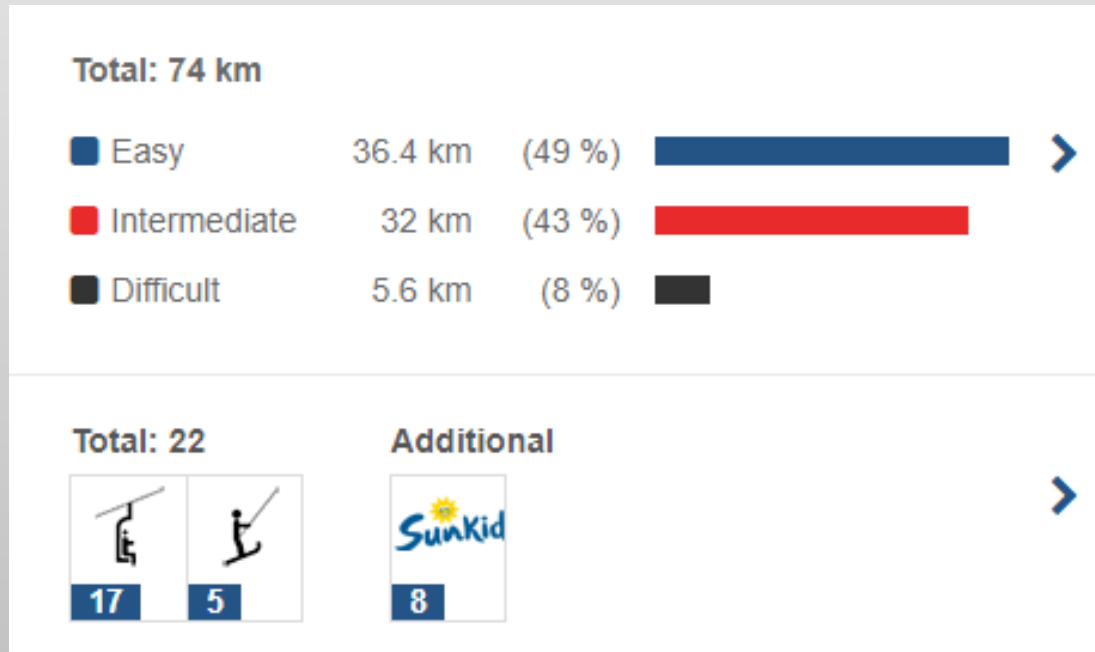 Total: 74 km
Easy 36.4 km (49 %)
Intermediate 32 km (43 %)
Difficult 5.6 km (8 %)
Total: 22 Additional
SunKid
17 5 8